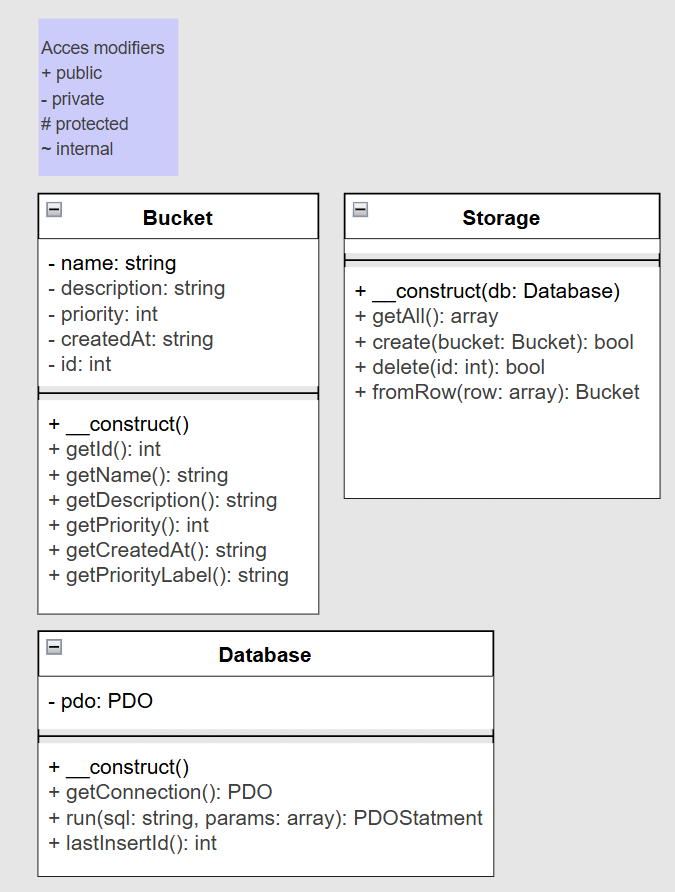 Acces modifiers
+ public
- private
# protected
~ internal
Bucket
- name: string
- description: string
- priority: int
- createdAt: string
- id: int
+ __construct()
+ getId(): int
+ getName(): string
+ getDescription(): string
+ getPriority(): int
+ getCreatedAt(): string
+ getPriorityLabel(): string
Storage
+ __construct(db: Database)
+ getAll(): array
+ create(bucket: Bucket): bool
+ delete(id: int): bool
+ fromRow(row: array): Bucket
Database
- pdo: PDO
+ __construct()
+ getConnection(): PDO
+ run(sql: string, params: array): PDOStatment
+ lastInsertId(): int